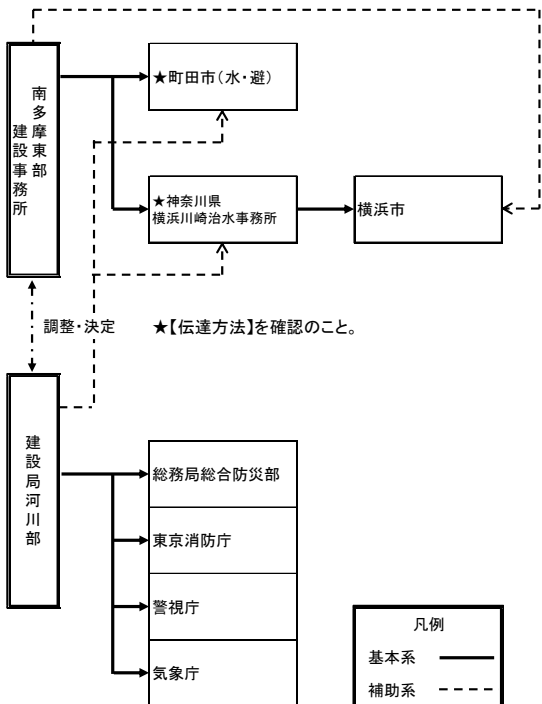 南多摩東部
建設事務所
★町田市（水・避）
★神奈川県
横浜川崎治水事務所
横浜市
調整・決定
★【伝達方法】を確認のこと。
建設局河川部
総務局総合防災部
東京消防庁
警視庁
気象庁
凡例
基本系
補助系